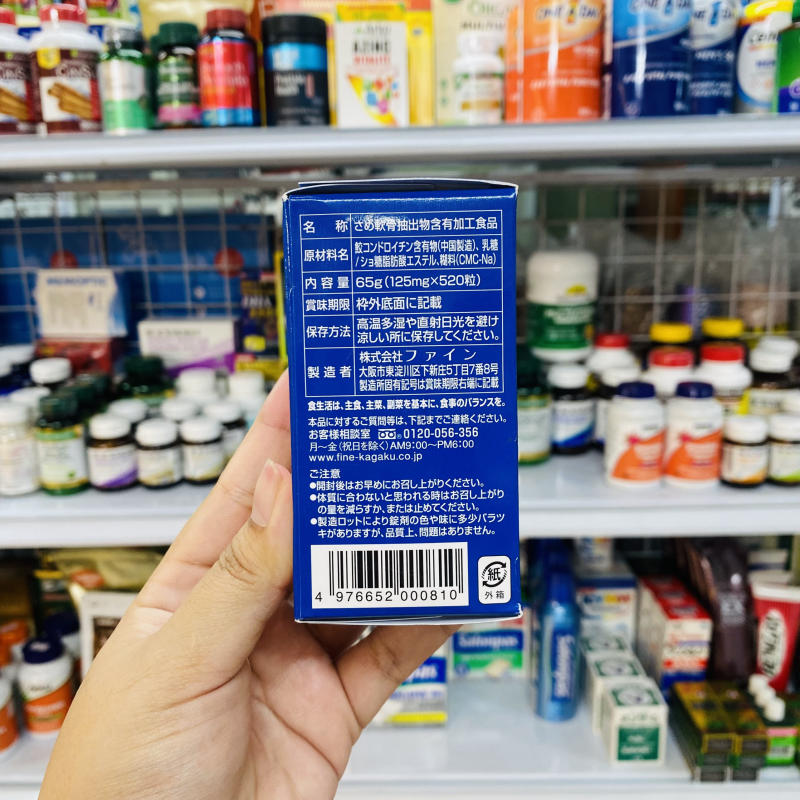 名称 さめ軟骨抽出物含有加工食品
原材料名 鮫コンドロイチン含有物(中国製造)、乳糖
/ショ糖脂肪酸エステル、糊料(CMC-Na)
内容量 65g(125mg×520粒)
賞味期限 枠外底面に記載
保存方法 高温多湿や直射日光を避け
涼しい所に保存してください。
製造者 株式会社ファイン
大阪市東淀川区下新庄5丁目7番8号
製造所固有記号は賞味期限右端に記載
食生活は、主食、主菜、副菜を基本に、食事のバランスを。
本品に対するご質問等は、下記までご連絡ください。
お客様相談室 0120-056-356
月〜金(祝日を除く)AM9:00〜PM6:00
www.fine-kagaku.co.jp
ご注意
●開封後はお早めにお召し上がりください。
●体質に合わないと思われる時はお召し上がり
の量を減らすか、または止めてください。
●製造ロットにより錠剤の色や味に多少バラツ
キがありますが、品質上、問題はありません。
4 976652 000810
紙
外箱